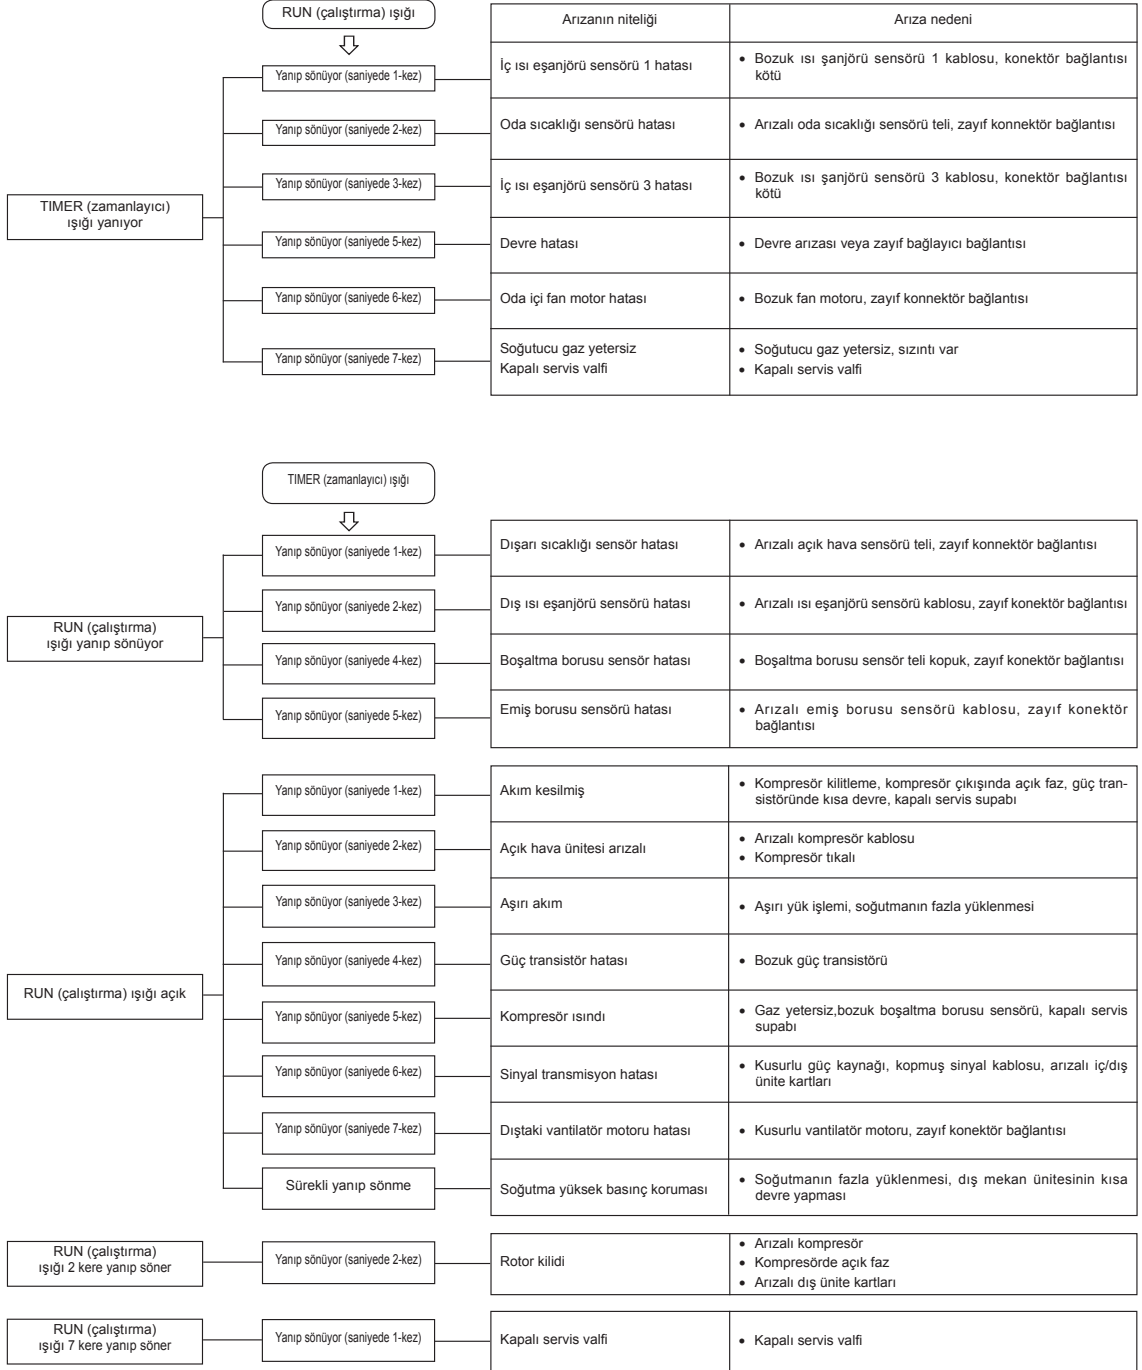 RUN (çalıştırma) ışığı
Arızanın niteliği
Arıza nedeni
TIMER (zamanlayıcı)
ışığı yanıyor
Yanıp sönüyor (saniyede 1-kez)
İç ısı eşanjörü sensörü 1 hatası
• Bozuk ısı şanjörü sensörü 1 kablosu, konektör bağlantısı
kötü
Yanıp sönüyor (saniyede 2-kez)
Oda sıcaklığı sensörü hatası
• Arızalı oda sıcaklığı sensörü teli, zayıf konnektör bağlantısı
Yanıp sönüyor (saniyede 3-kez)
İç ısı eşanjörü sensörü 3 hatası
• Bozuk ısı şanjörü sensörü 3 kablosu, konektör bağlantısı
kötü
Yanıp sönüyor (saniyede 5-kez)
Devre hatası
• Devre arızası veya zayıf bağlayıcı bağlantısı
Yanıp sönüyor (saniyede 6-kez)
Oda içi fan motor hatası
• Bozuk fan motoru, zayıf konnektör bağlantısı
Yanıp sönüyor (saniyede 7-kez)
Soğutucu gaz yetersiz
Kapalı servis valfi
• Soğutucu gaz yetersiz, sızıntı var
• Kapalı servis valfi
TIMER (zamanlayıcı) ışığı
RUN (çalıştırma)
ışığı yanıp sönüyor
Yanıp sönüyor (saniyede 1-kez)
Dışarı sıcaklığı sensör hatası
• Arızalı açık hava sensörü teli, zayıf konnektör bağlantısı
Yanıp sönüyor (saniyede 2-kez)
Dış ısı eşanjörü sensörü hatası
• Arızalı ısı eşanjörü sensörü kablosu, zayıf konektör bağlantısı
Yanıp sönüyor (saniyede 4-kez)
Boşaltma borusu sensör hatası
• Boşaltma borusu sensör teli kopuk, zayıf konektör bağlantısı
Yanıp sönüyor (saniyede 5-kez)
Emiş borusu sensörü hatası
• Arızalı emiş borusu sensörü kablosu, zayıf konektör
bağlantısı
RUN (çalıştırma) ışığı açık
Yanıp sönüyor (saniyede 1-kez)
Akım kesilmiş
• Kompresör kilitleme, kompresör çıkışında açık faz, güç tran-
sistöründe kısa devre, kapalı servis supabı
Yanıp sönüyor (saniyede 2-kez)
Açık hava ünitesi arızalı
• Arızalı kompresör kablosu
• Kompresör tıkalı
Yanıp sönüyor (saniyede 3-kez)
Aşırı akım
• Aşırı yük işlemi, soğutmanın fazla yüklenmesi
Yanıp sönüyor (saniyede 4-kez)
Güç transistör hatası
• Bozuk güç transistörü
Yanıp sönüyor (saniyede 5-kez)
Kompresör ısındı
• Gaz yetersiz,bozuk boşaltma borusu sensörü, kapalı servis
supabı
Yanıp sönüyor (saniyede 6-kez)
Sinyal transmisyon hatası
• Kusurlu güç kaynağı, kopmuş sinyal kablosu, arızalı iç/dış
ünite kartları
Yanıp sönüyor (saniyede 7-kez)
Dıştaki vantilatör motoru hatası
• Kusurlu vantilatör motoru, zayıf konektör bağlantısı
Sürekli yanıp sönme
Soğutma yüksek basınç koruması
• Soğutmanın fazla yüklenmesi, dış mekan ünitesinin kısa
devre yapması
RUN (çalıştırma)
ışığı 2 kere yanıp söner
Yanıp sönüyor (saniyede 2-kez)
Rotor kilidi
• Arızalı kompresör
• Kompresörde açık faz
• Arızalı dış ünite kartları
RUN (çalıştırma)
ışığı 7 kere yanıp söner
Yanıp sönüyor (saniyede 1-kez)
Kapalı servis valfi
• Kapalı servis valfi